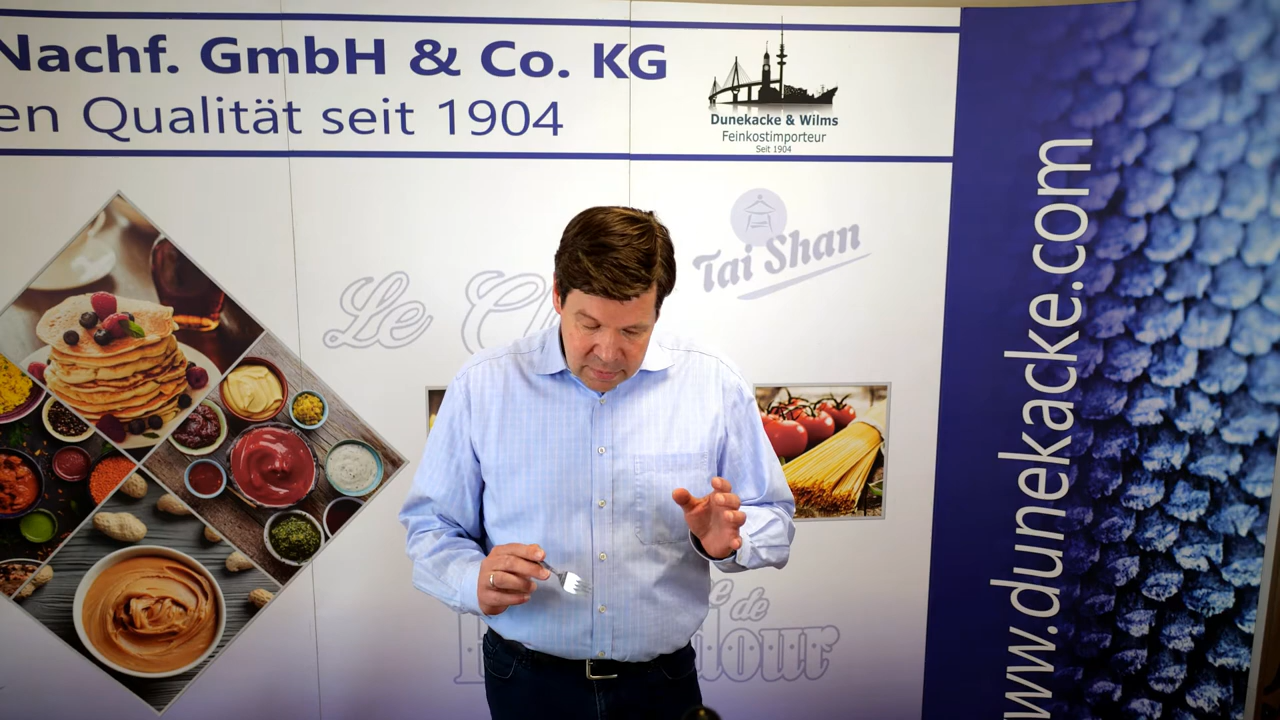 Nachf. GmbH & Co. KG
en Qualität seit 1904
Dunekacke & Wilms
Feinkostimporteur
Seit 1904
Tai Shan
Le
de
www.dunekacke.com